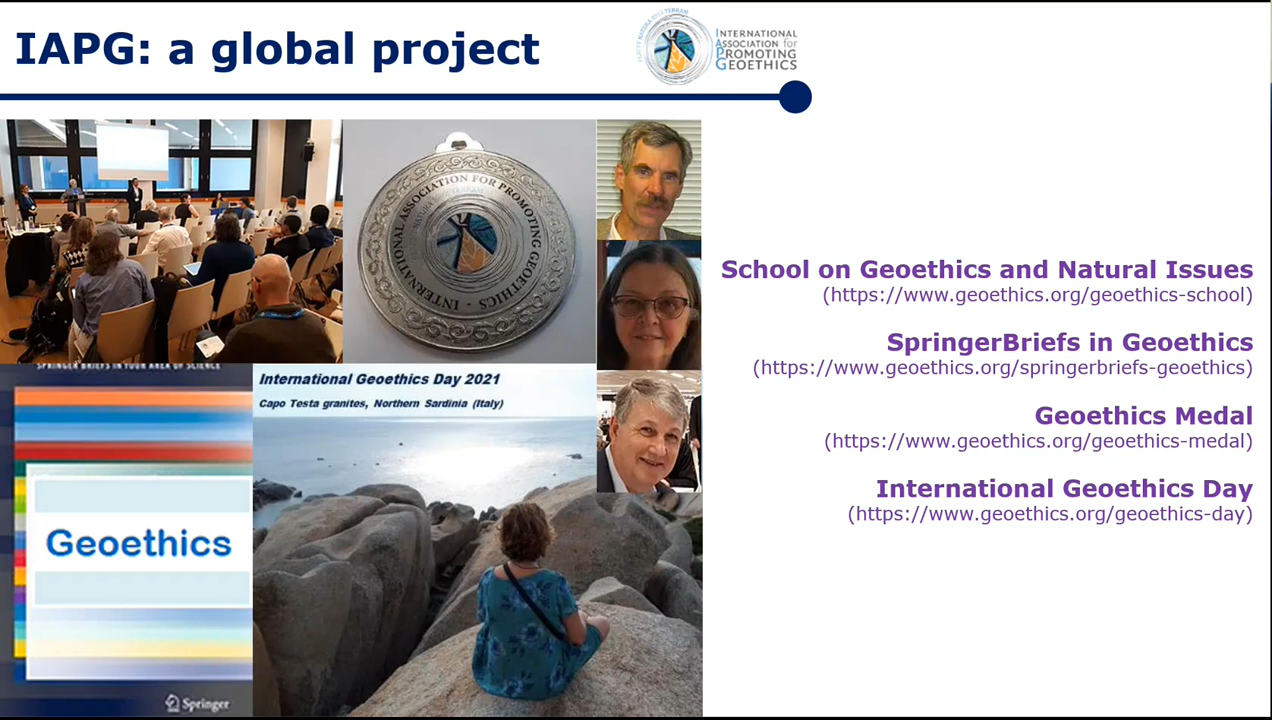 IAPG: a global project
INTERNATIONAL
ASSOCIATION for
PROMOTING
GEOETHICS
INTERNATIONAL ASSOCIATION FOR PROMOTING GEOETHICS
School on Geoethics and Natural Issues
(https://www.geoethics.org/geoethics-school)
SpringerBriefs in Geoethics
(https://www.geoethics.org/springerbriefs-geoethics)
Geoethics Medal
(https://www.geoethics.org/geoethics-medal)
International Geoethics Day
(https://www.geoethics.org/geoethics-day)
SPRINGER BRIEFS IN YOUR AREA OF SCIENCE
Geoethics
Springer
International Geoethics Day 2021
Capo Testa granites, Northern Sardinia (Italy)